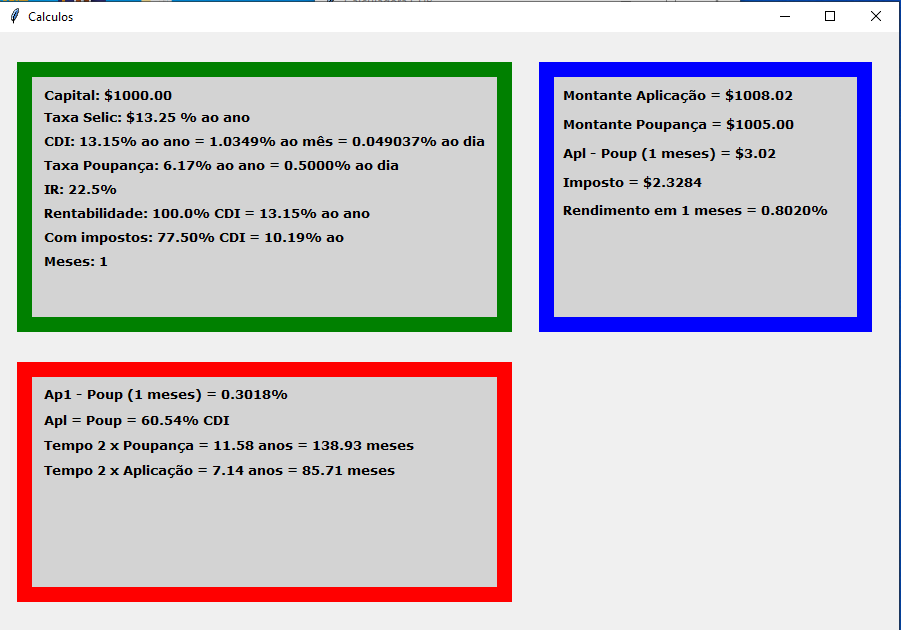 Calculos
Capital: $1000.00
Taxa Selic: $13.25 % ao ano
CDI: 13.15% ao ano = 1.0349% ao mês = 0.049037% ao dia
Taxa Poupança: 6.17% ao ano = 0.5000% ao dia
IR: 22.5%
Rentabilidade: 100.0% CDI = 13.15% ao ano
Com impostos: 77.50% CDI = 10.19% ao
Meses: 1
Montante Aplicação = $1008.02
Montante Poupança = $1005.00
Apl - Poup (1 meses) = $3.02
Imposto = $2.3284
Rendimento em 1 meses = 0.8020%
Ap1 - Poup (1 meses) = 0.3018%
Apl = Poup = 60.54% CDI
Tempo 2 x Poupança = 11.58 anos = 138.93 meses
Tempo 2 x Aplicação = 7.14 anos = 85.71 meses